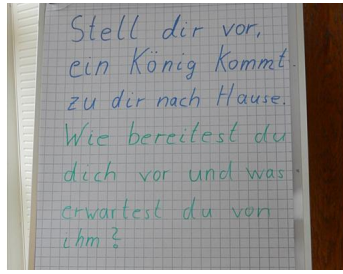 Stell dir vor,
ein König kommt
zu dir nach Hause.
Wie bereitest du
dich vor und was
erwartest du von
ihm?